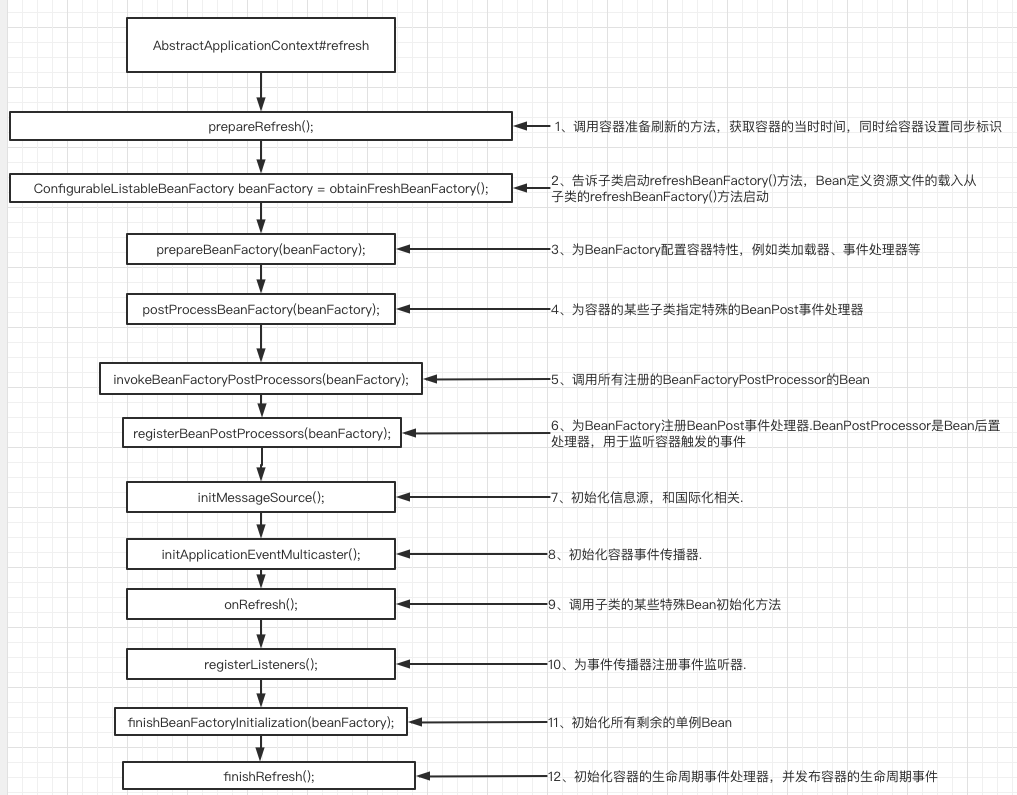 AbstractApplicationContext#refresh
prepareRefresh();
1、调用容器准备刷新的方法，获取容器的当时时间，同时给容器设置同步标识
ConfigurableListableBeanFactory beanFactory = obtainFreshBeanFactory();
2、告诉子类启动refreshBeanFactory()方法，Bean定义资源文件的载入从
子类的refreshBeanFactory()方法启动
prepareBeanFactory(beanFactory);
3、为BeanFactory配置容器特性，例如类加载器、事件处理器等
postProcessBeanFactory(beanFactory);
4、为容器的某些子类指定特殊的BeanPost事件处理器
invokeBeanFactoryPostProcessors(beanFactory);
5、调用所有注册的BeanFactoryPostProcessor的Bean
registerBeanPostProcessors(beanFactory);
6、为BeanFactory注册BeanPost事件处理器.BeanPostProcessor是Bean后置
处理器，用于监听容器触发的事件
initMessageSource();
7、初始化信息源，和国际化相关.
initApplicationEventMulticaster();
8、初始化容器事件传播器.
onRefresh();
9、调用子类的某些特殊Bean初始化方法
registerListeners();
10、为事件传播器注册事件监听器.
finishBeanFactoryInitialization(beanFactory);
11、初始化所有剩余的单例Bean
finishRefresh();
12、初始化容器的生命周期事件处理器，并发布容器的生命周期事件